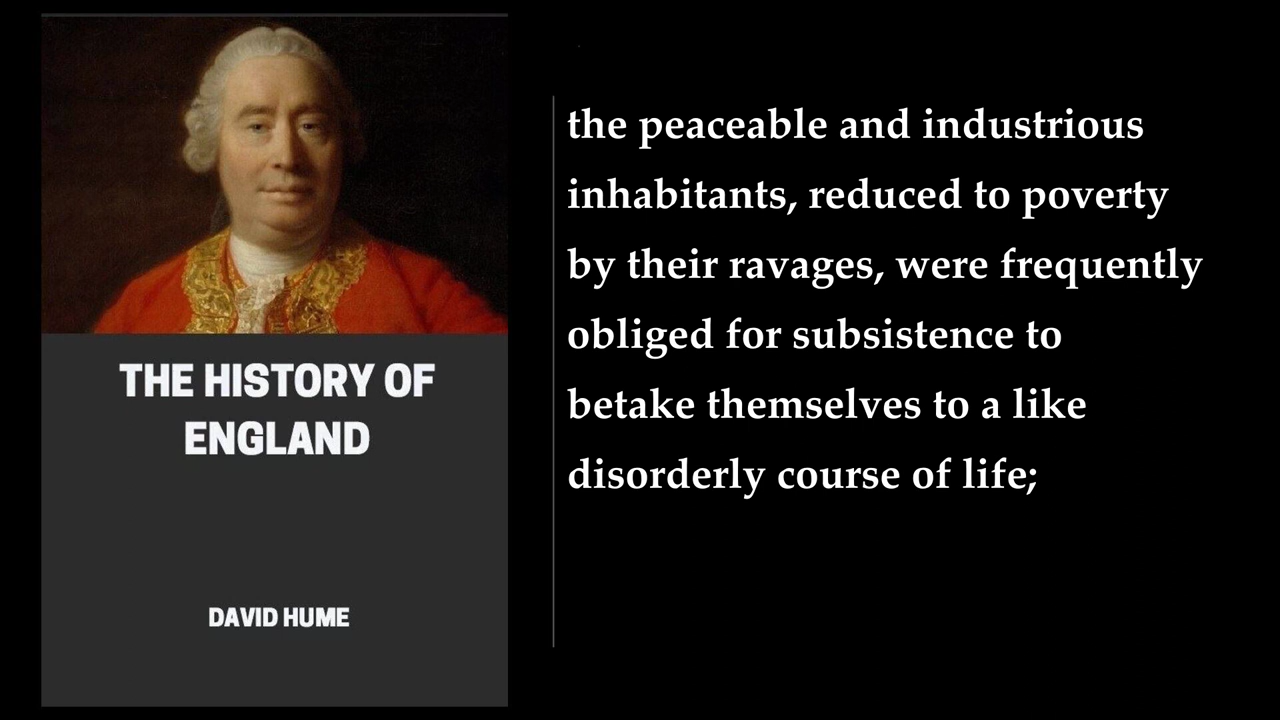 THE HISTORY OF
ENGLAND
DAVID HUME
the peaceable and industrious
inhabitants, reduced to poverty
by their ravages, were frequently
obliged for subsistence to
betake themselves to a like
disorderly course of life;